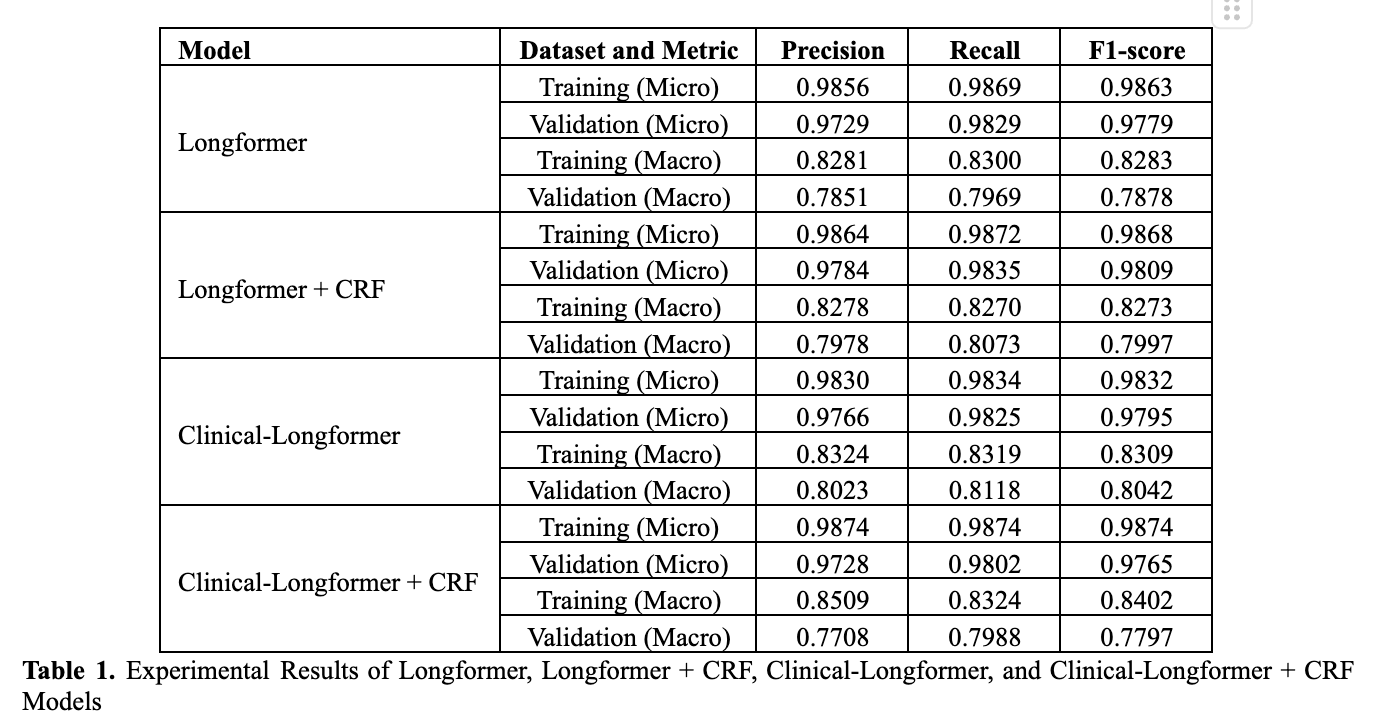 Model Dataset and Metric Precision Recall F1-score
Training (Micro) 0.9856 0.9869 0.9863
Validation (Micro) 0.9729 0.9829 0.9779
Longformer
Training (Macro) 0.8281 0.8300 0.8283
Validation (Macro) 0.7851 0.7969 0.7878
Training (Micro) 0.9864 0.9872 0.9868
Validation (Micro) 0.9784 0.9835 0.9809
Longformer + CRF
Training (Macro) 0.8278 0.8270 0.8273
Validation (Macro) 0.7978 0.8073 0.7997
Training (Micro) 0.9830 0.9834 0.9832
Validation (Micro) 0.9766 0.9825 0.9795
Clinical-Longformer
Training (Macro) 0.8324 0.8319 0.8309
Validation (Macro) 0.8023 0.8118 0.8042
Training (Micro) 0.9874 0.9874 0.9874
Validation (Micro) 0.9728 0.9802 0.9765
Clinical-Longformer + CRF
Training (Macro) 0.8509 0.8324 0.8402
Validation (Macro) 0.7708 0.7988 0.7797
Table 1. Experimental Results of Longformer, Longformer + CRF, Clinical-Longformer, and Clinical-Longformer + CRF
Models